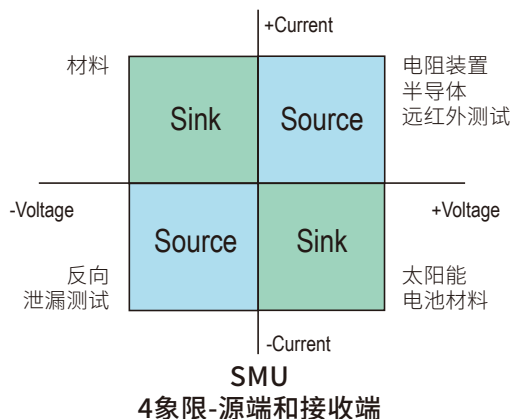 +Current
材料
电阻装置
半导体
远红外测试
Sink
Source
-Voltage
+Voltage
Source
Sink
反向
泄漏测试
太阳能
电池材料
-Current
SMU
4象限-源端和接收端